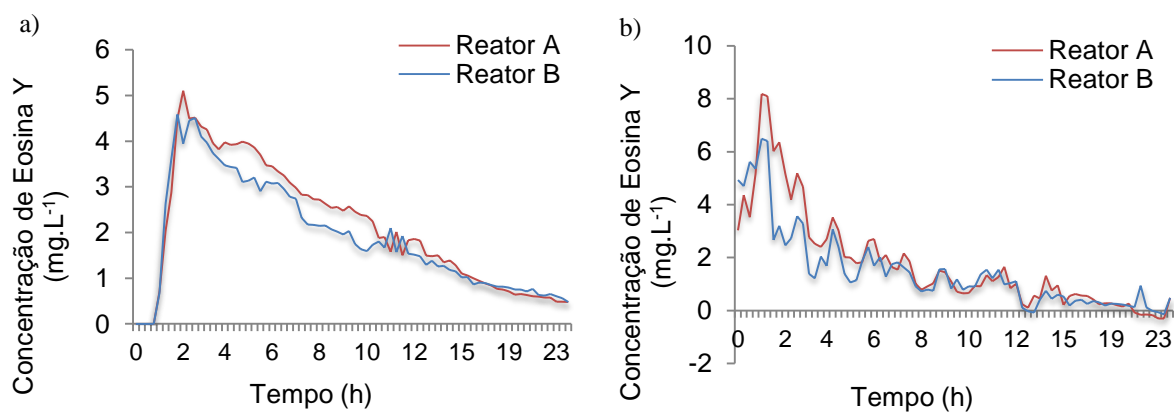 a)
Reator A
Reator B
Concentração de Eosina Y
(mg.L-1)
6
5
4
3
2
1
0
0 2 4 6 8 10 12 15 19 23
Tempo (h)
b)
Reator A
Reator B
Concentração de Eosina Y
(mg.L-1)
10
8
6
4
2
0
-2
0 2 4 6 8 10 12 15 19 23
Tempo (h)